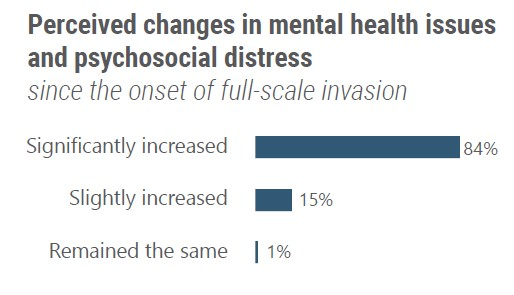 Perceived changes in mental health issues
and psychosocial distress
since the onset of full-scale invasion
Significantly increased 84%
Slightly increased 15%
Remained the same 1%